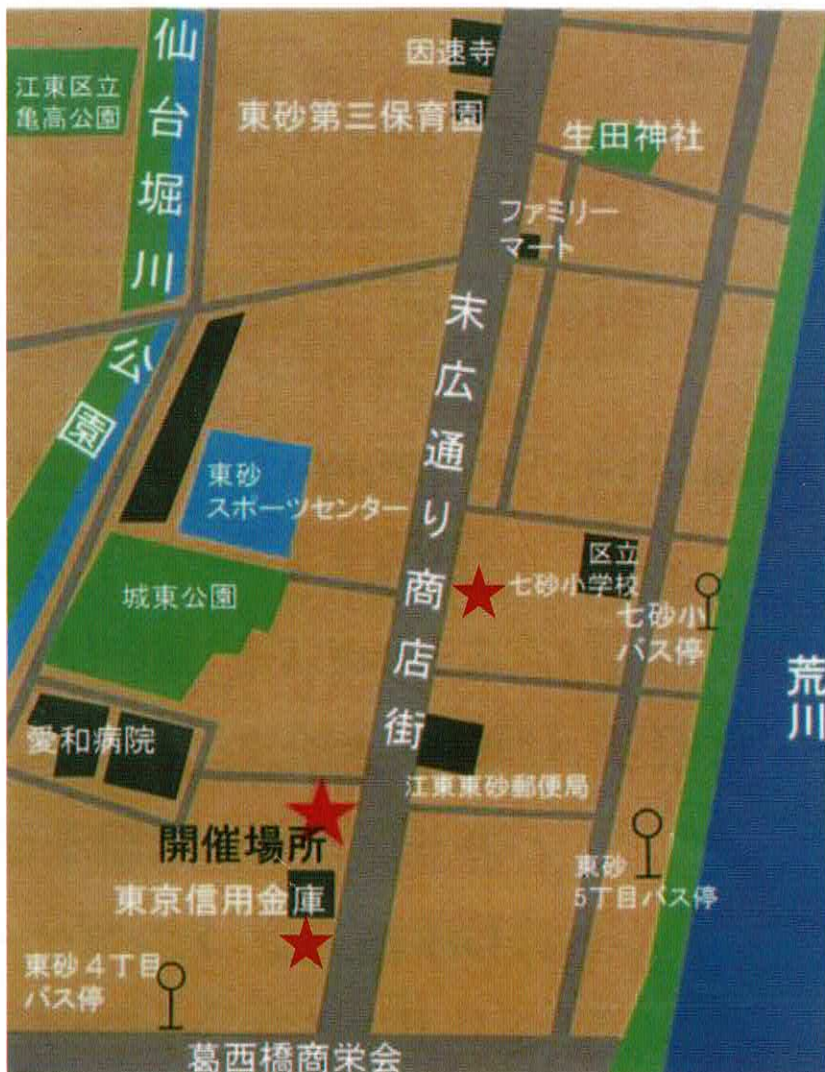 江東区立
亀高公園
仙台堀川
公園
因速寺
東砂第三保育園
生田神社
ファミリー
マート
末広通り商店街
東砂
スポーツセンター
城東公園
区立
七砂小学校
七砂小
バス停
荒川
愛和病院
江東東砂郵便局
開催場所
東京信用金庫
東砂
5丁目バス停
東砂4丁目
バス停
葛西橋商栄会